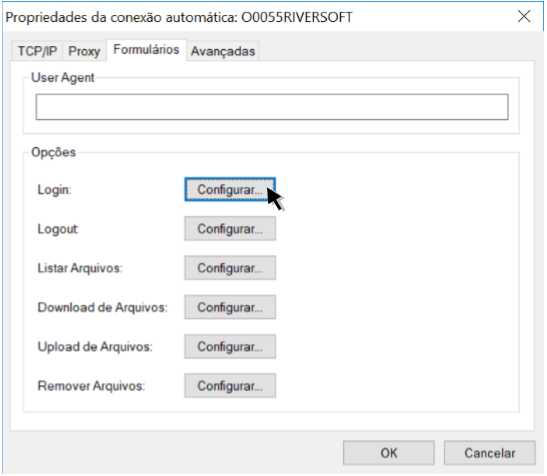 Propriedades da conexão automática: O0055RIVERSOFT
TCP/IP Proxy Formulários Avançadas
User Agent
Opções
Login: Configurar...
Logout: Configurar...
Listar Arquivos: Configurar...
Download de Arquivos: Configurar...
Upload de Arquivos: Configurar...
Remover Arquivos: Configurar...
OK Cancelar